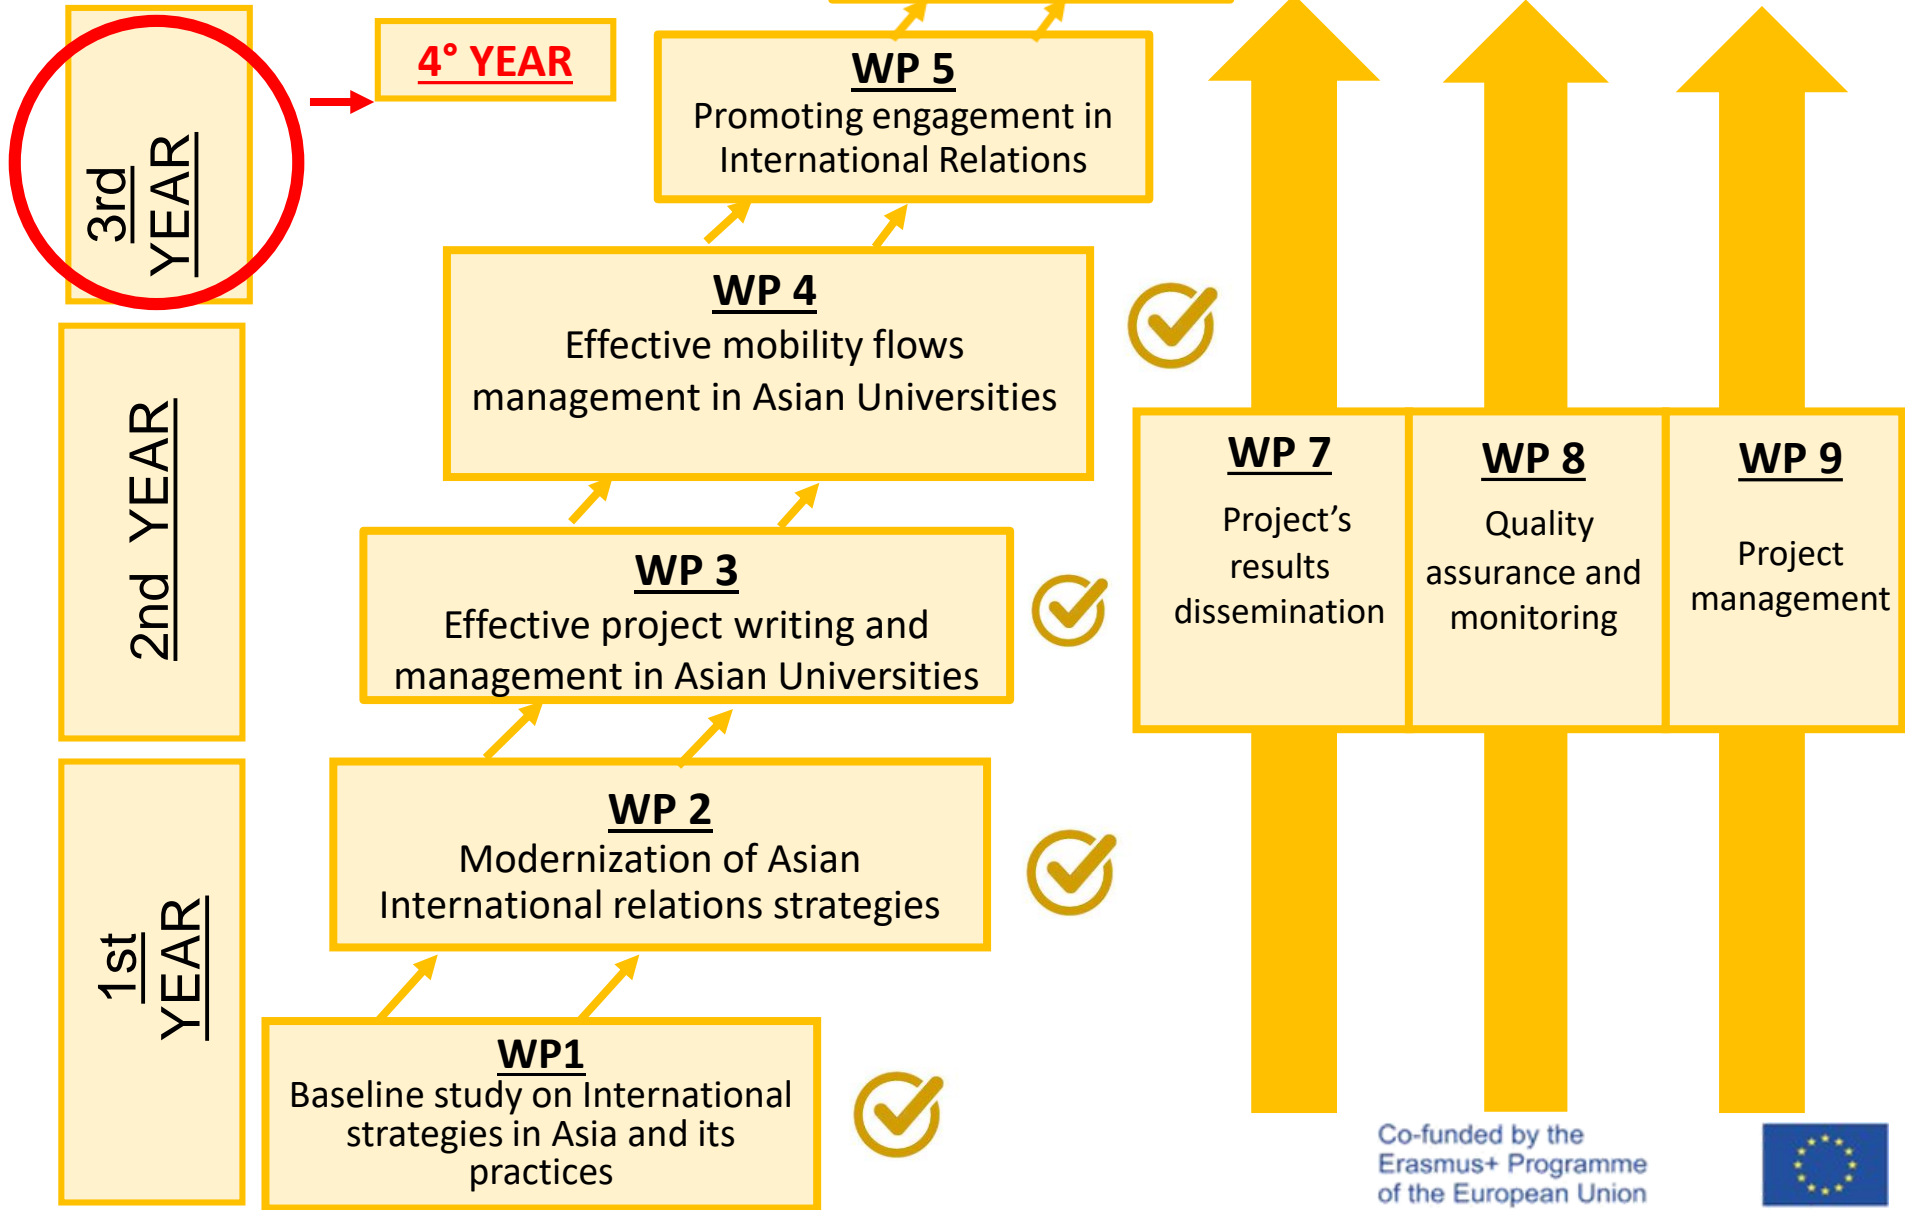 3rd
YEAR
4° YEAR
WP 5
Promoting engagement in
International Relations
WP 4
Effective mobility flows
management in Asian Universities
2nd YEAR
WP 3
Effective project writing and
management in Asian Universities
WP 7
Project’s
results
dissemination
WP 8
Quality
assurance and
monitoring
WP 9
Project
management
WP 2
Modernization of Asian
International relations strategies
1st
YEAR
WP1
Baseline study on International
strategies in Asia and its
practices
Co-funded by the
Erasmus+ Programme
of the European Union